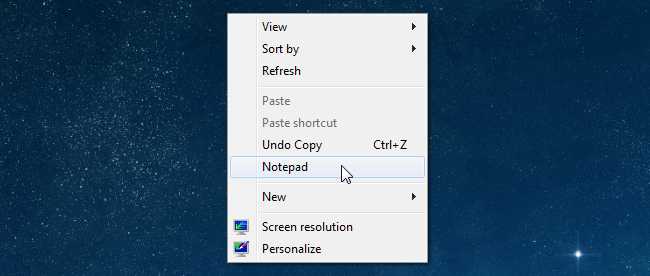 View
Sort by
Refresh
Paste
Paste shortcut
Undo Copy Ctrl+Z
Notepad
New
Screen resolution
Personalize